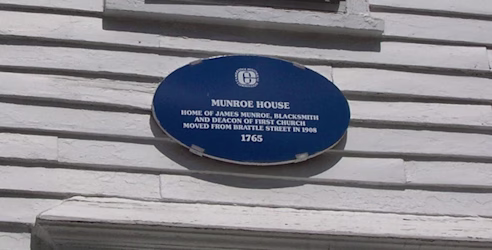 MUNROE HOUSE
HOME OF JAMES MUNROE, BLACKSMITH
AND DEACON OF FIRST CHURCH
MOVED FROM BRATTLE STREET IN 1908
1765